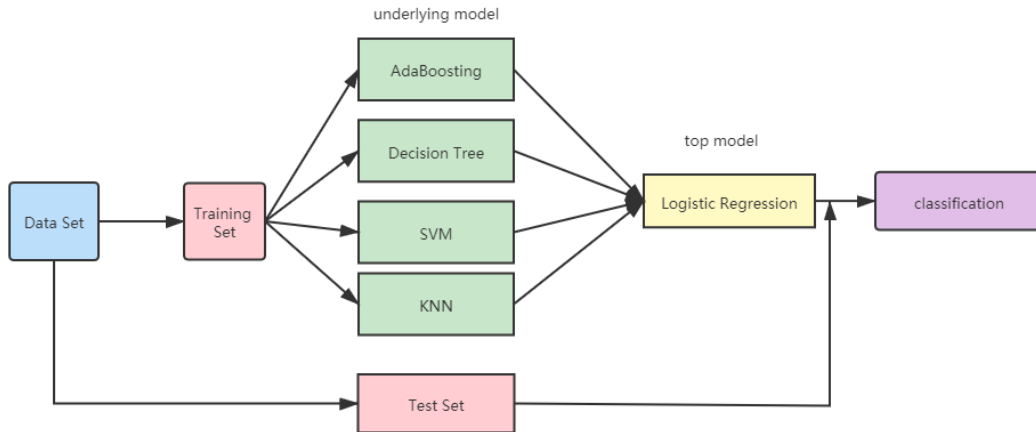 underlying model
AdaBoosting
Decision Tree
top model
Data Set
Training
Set
SVM
Logistic Regression
classification
KNN
Test Set